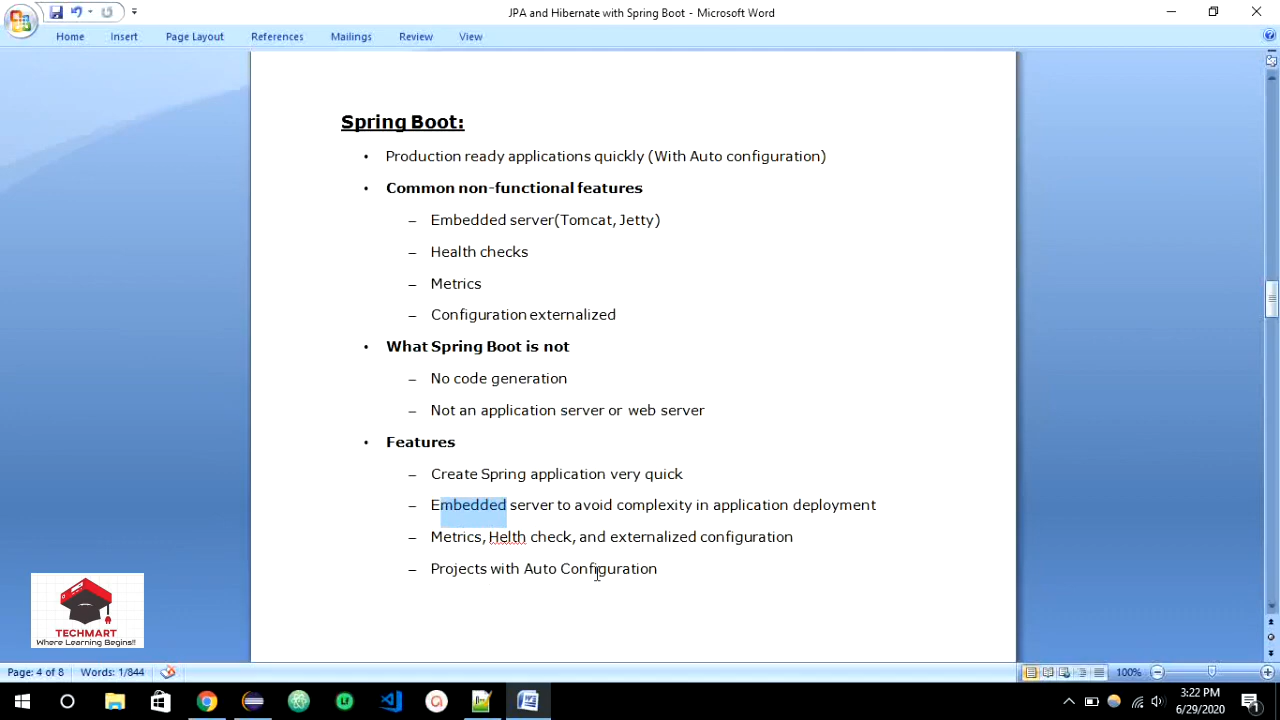 JPA and Hibernate with Spring Boot - Microsoft Word
Home Insert Page Layout References Mailings Review View
Spring Boot:
• Production ready applications quickly (With Auto configuration)
• Common non-functional features
– Embedded server(Tomcat, Jetty)
– Health checks
– Metrics
– Configuration externalized
• What Spring Boot is not
– No code generation
– Not an application server or web server
• Features
– Create Spring application very quick
– Embedded server to avoid complexity in application deployment
– Metrics, Helth check, and externalized configuration
– Projects with Auto Configuration
TECHMART
Where Learning Begins!!
Page: 4 of 8 Words: 1/844 100%
3:22 PM
6/29/2020